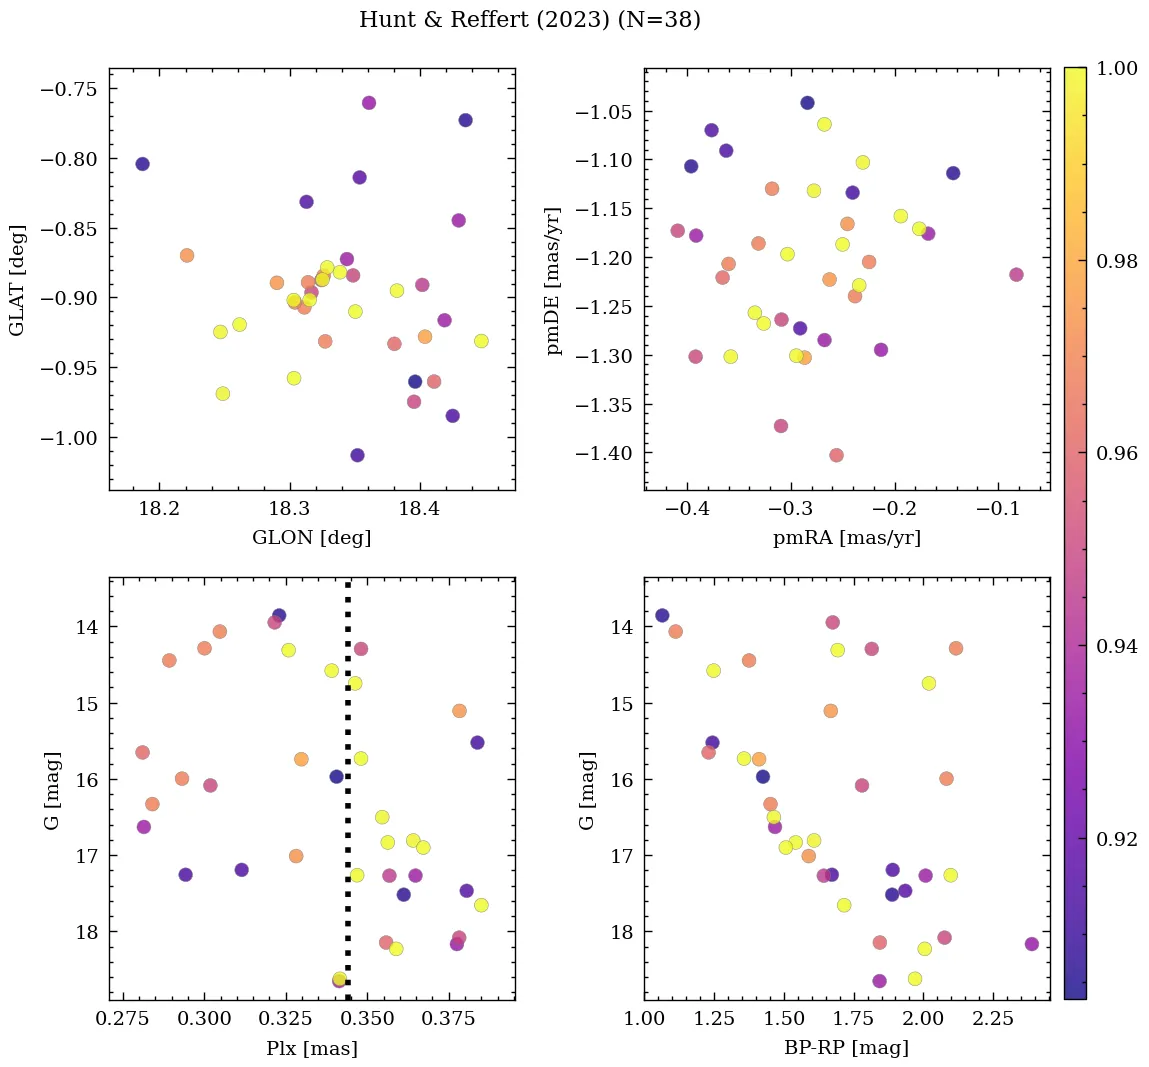 Hunt & Reffert (2023) (N=38)
−0.75
−0.80
−0.85
−0.90
−0.95
−1.00
GLAT [deg]
18.2 18.3 18.4
GLON [deg]
−1.05
−1.10
−1.15
−1.20
−1.25
−1.30
−1.35
−1.40
pmDE [mas/yr]
−0.4 −0.3 −0.2 −0.1
pmRA [mas/yr]
14
15
16
17
18
G [mag]
0.275 0.300 0.325 0.350 0.375
Plx [mas]
14
15
16
17
18
G [mag]
1.00 1.25 1.50 1.75 2.00 2.25
BP-RP [mag]
1.00
0.98
0.96
0.94
0.92